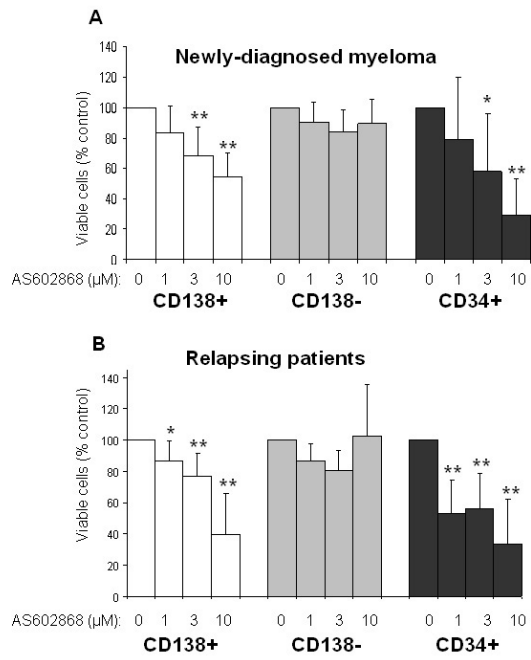 A
Newly-diagnosed myeloma
Viable cells (% control)
140
120
100
80
60
40
20
0
**
**
*
**
AS602868 (µM): 0 1 3 10 0 1 3 10 0 1 3 10
CD138+ CD138- CD34+
B
Relapsing patients
Viable cells (% control)
140
120
100
80
60
40
20
0
*
**
**
**
**
**
AS602868 (µM): 0 1 3 10 0 1 3 10 0 1 3 10
CD138+ CD138- CD34+